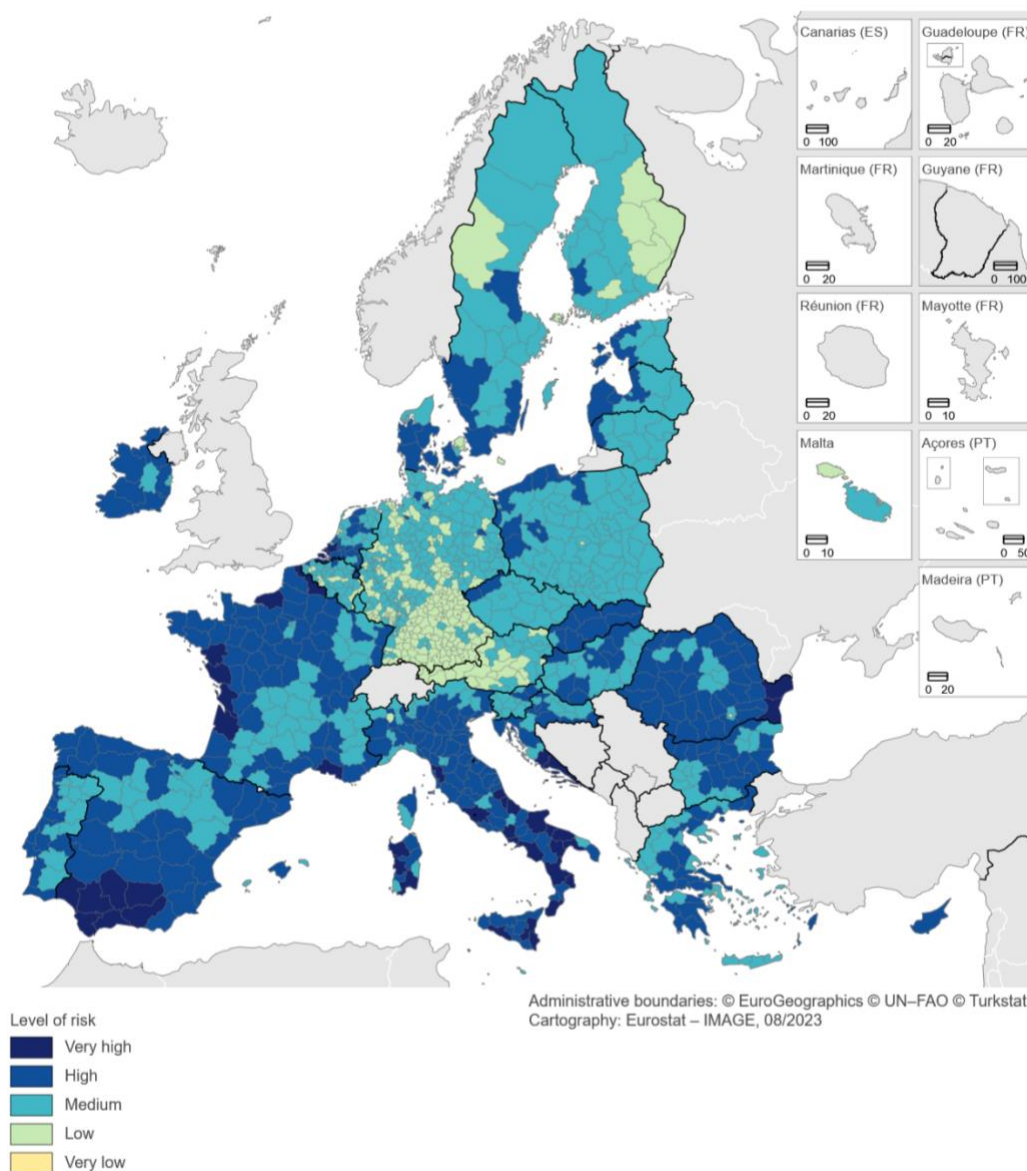 Canarias (ES)
0 100
Guadeloupe (FR)
0 20
Martinique (FR)
0 20
Guyane (FR)
0 100
Réunion (FR)
0 20
Mayotte (FR)
0 10
Malta
0 10
Açores (PT)
0 50
Madeira (PT)
0 20
Administrative boundaries: © EuroGeographics © UN–FAO © Turkstat
Cartography: Eurostat – IMAGE, 08/2023
Level of risk
Very high
High
Medium
Low
Very low